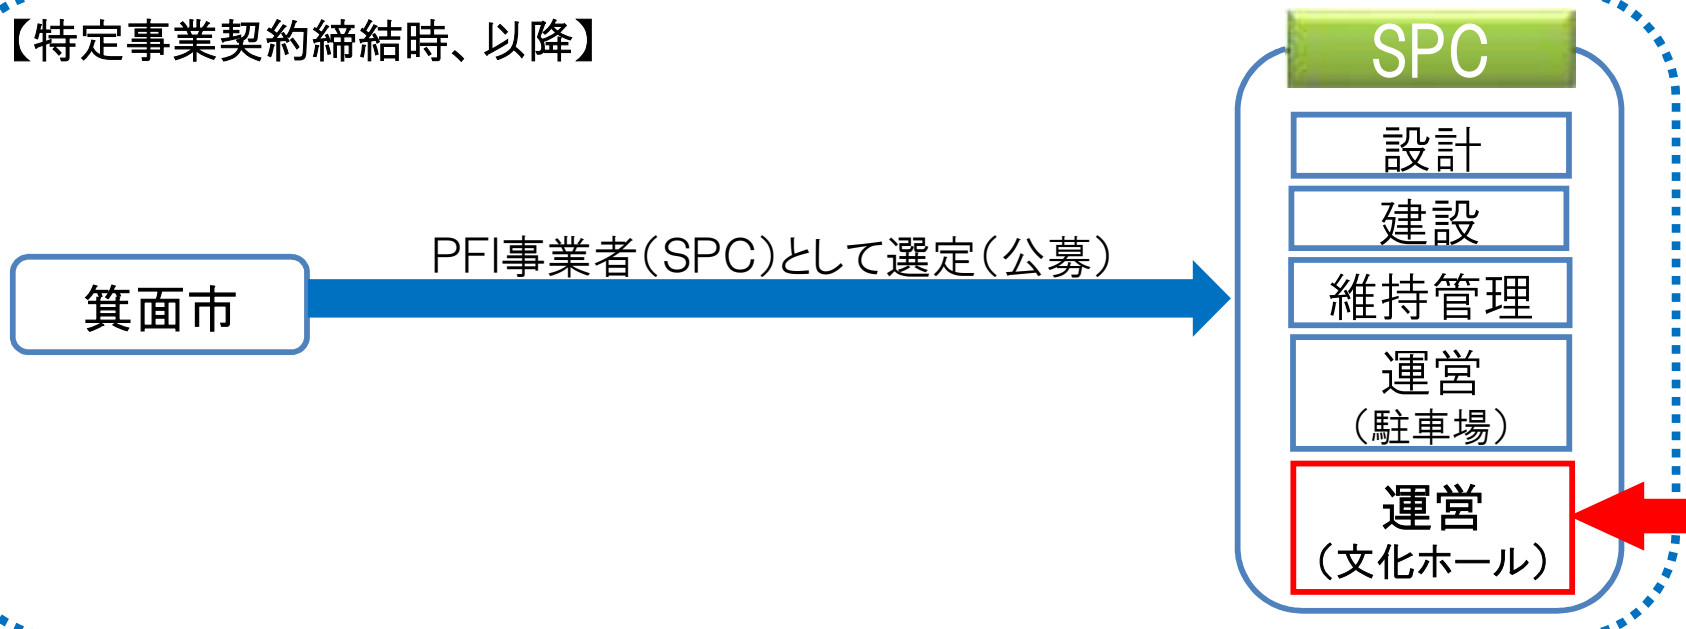 【特定事業契約締結時、以降】
SPC
設計
建設
維持管理
運営
（駐車場）
運営
（文化ホール）
PFI事業者（SPC）として選定（公募）
箕面市